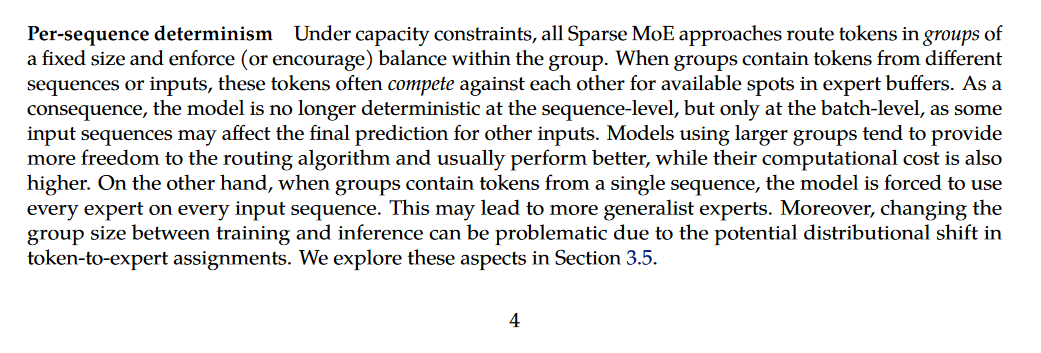 Per-sequence determinism Under capacity constraints, all Sparse MoE approaches route tokens in groups of
a fixed size and enforce (or encourage) balance within the group. When groups contain tokens from different
sequences or inputs, these tokens often compete against each other for available spots in expert buffers. As a
consequence, the model is no longer deterministic at the sequence-level, but only at the batch-level, as some
input sequences may affect the final prediction for other inputs. Models using larger groups tend to provide
more freedom to the routing algorithm and usually perform better, while their computational cost is also
higher. On the other hand, when groups contain tokens from a single sequence, the model is forced to use
every expert on every input sequence. This may lead to more generalist experts. Moreover, changing the
group size between training and inference can be problematic due to the potential distributional shift in
token-to-expert assignments. We explore these aspects in Section 3.5.
4